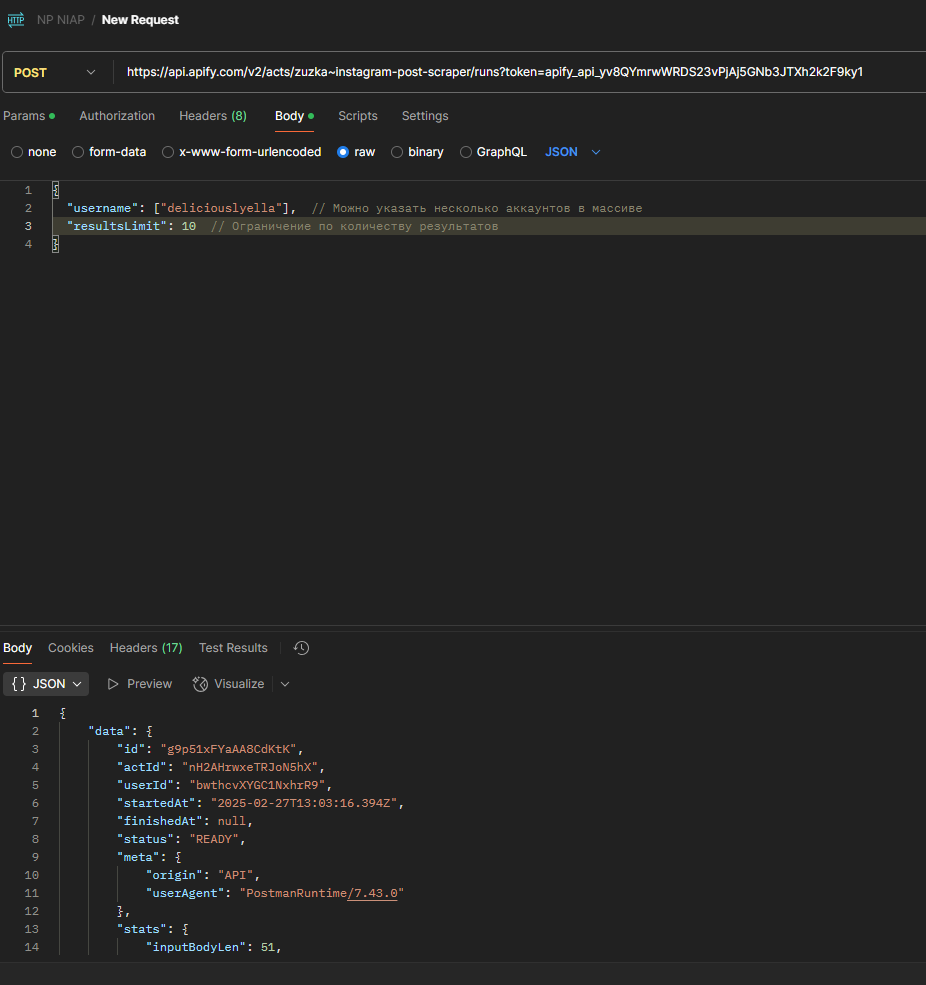 HTTP NP NIAP / New Request
POST https://api.apify.com/v2/acts/zuzka~instagram-post-scraper/runs?token=apify_api_yv8QYmrwWRDS23vPjAj5GNb3JTXh2k2F9ky1
Params Authorization Headers (8) Body Scripts Settings
none form-data x-www-form-urlencoded raw binary GraphQL JSON
1 {
2 "username": ["deliciouslyella"], // Можно указать несколько аккаунтов в массиве
3 "resultsLimit": 10 // Ограничение по количеству результатов
4 }
Body Cookies Headers (17) Test Results
{} JSON Preview Visualize
1 {
2 "data": {
3 "id": "g9p51xFYaAA8CdKtK",
4 "actId": "nH2AHrwxeTRJoN5hX",
5 "userId": "bwthcvXYGC1NxhrR9",
6 "startedAt": "2025-02-27T13:03:16.394Z",
7 "finishedAt": null,
8 "status": "READY",
9 "meta": {
10 "origin": "API",
11 "userAgent": "PostmanRuntime/7.43.0"
12 },
13 "stats": {
14 "inputBodyLen": 51,